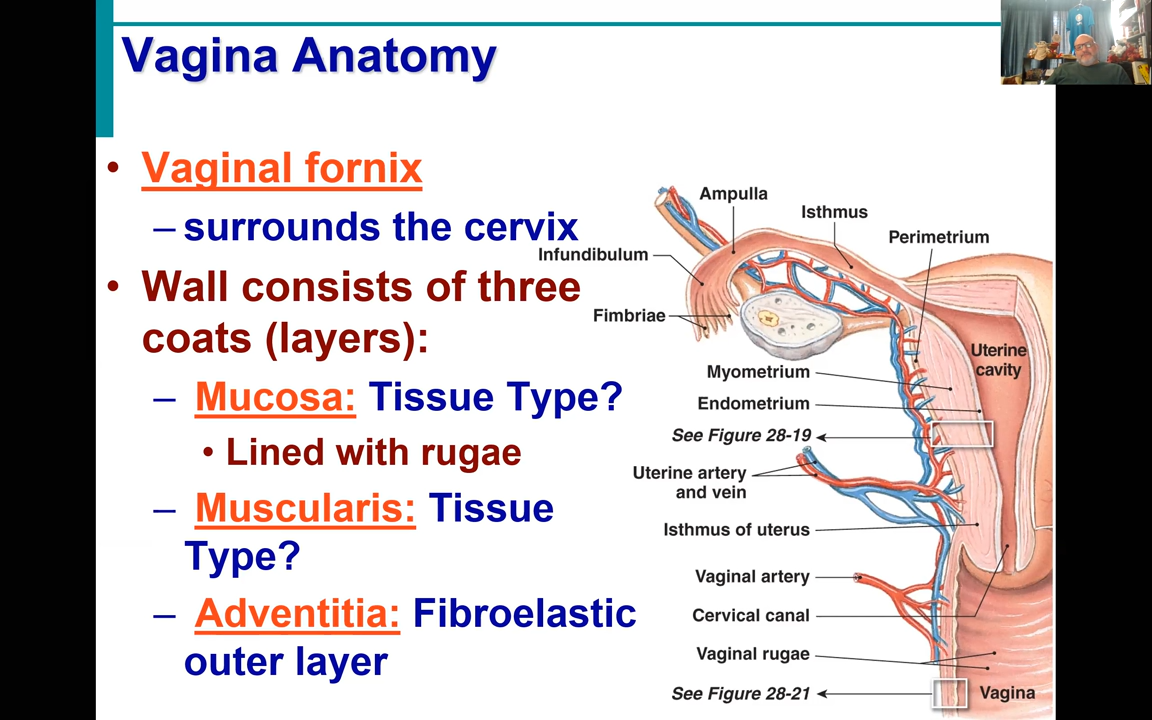 Vagina Anatomy
• Vaginal fornix
– surrounds the cervix
• Wall consists of three
coats (layers):
– Mucosa: Tissue Type?
• Lined with rugae
– Muscularis: Tissue
Type?
– Adventitia: Fibroelastic
outer layer
Ampulla
Isthmus
Perimetrium
Infundibulum
Fimbriae
Uterine
cavity
Myometrium
Endometrium
See Figure 28-19
Uterine artery
and vein
Isthmus of uterus
Vaginal artery
Cervical canal
Vaginal rugae
See Figure 28-21
Vagina